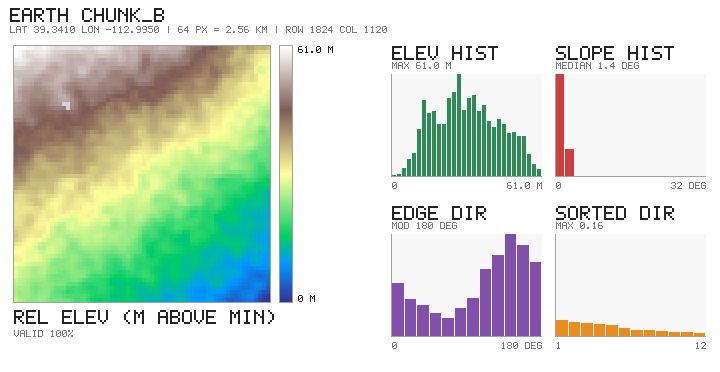 EARTH CHUNK_B
LAT 39.3410 LON -112.9950 | 64 PX = 2.56 KM | ROW 1824 COL 1120
61.0 M
0 M
REL ELEV (M ABOVE MIN)
VALID 100%
ELEV HIST
MAX 61.0 M
0 61.0 M
SLOPE HIST
MEDIAN 1.4 DEG
0 32 DEG
EDGE DIR
MOD 180 DEG
0 180 DEG
SORTED DIR
MAX 0.16
1 12